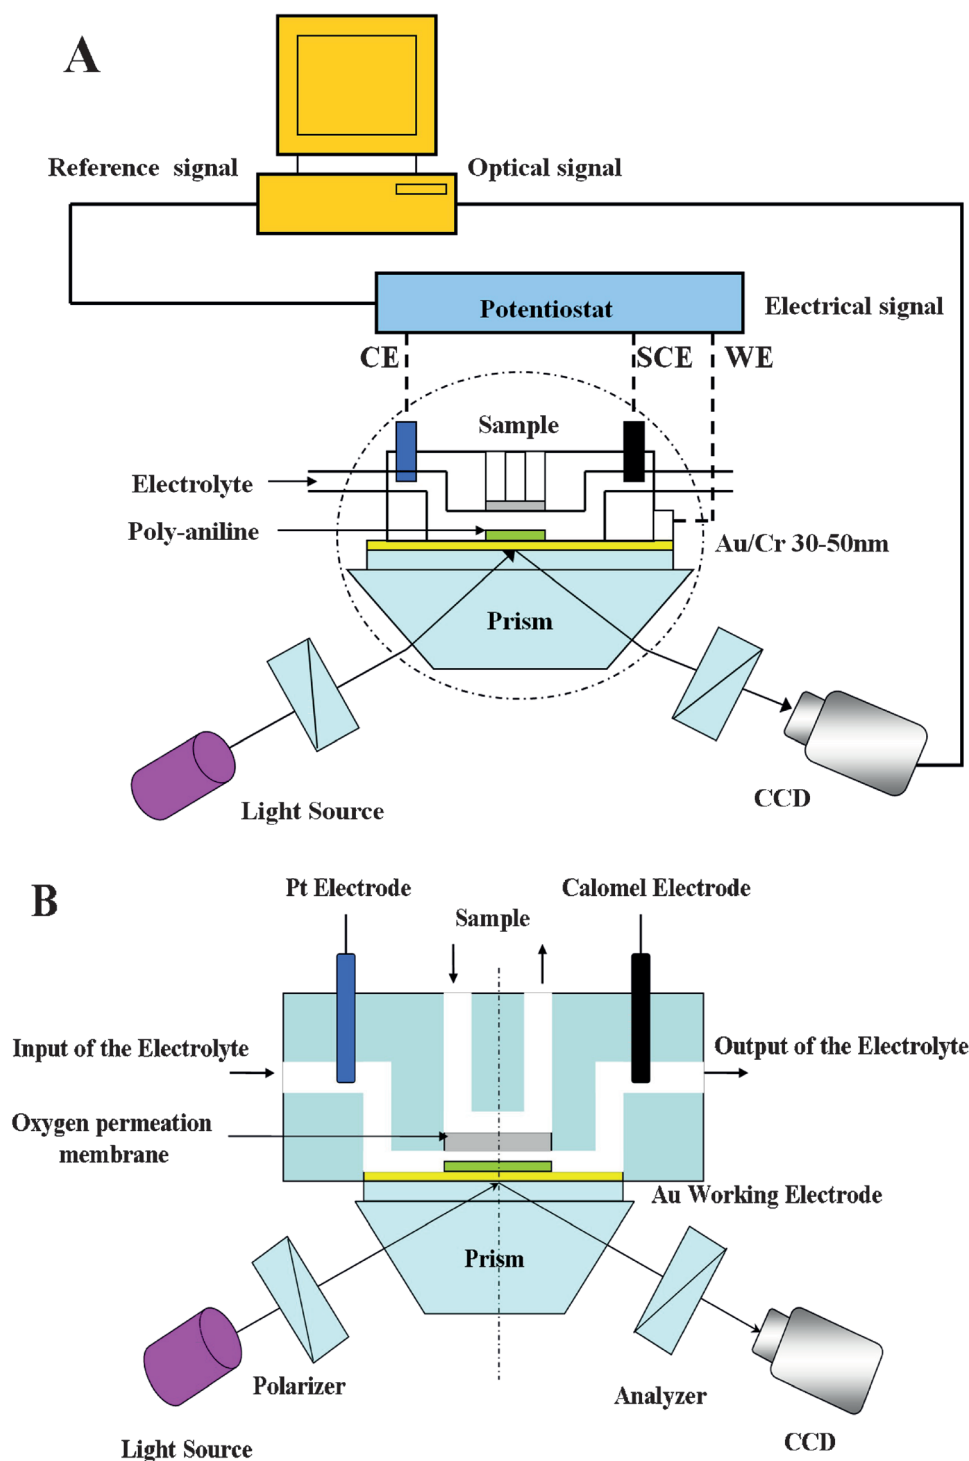 A
Reference signal
Optical signal
Potentiostat
Electrical signal
CE
SCE
WE
Sample
Electrolyte
Poly-aniline
Au/Cr 30-50nm
Prism
CCD
Light Source
B
Pt Electrode
Calomel Electrode
Sample
Input of the Electrolyte
Output of the Electrolyte
Oxygen permeation
membrane
Au Working Electrode
Prism
Polarizer
Analyzer
Light Source
CCD